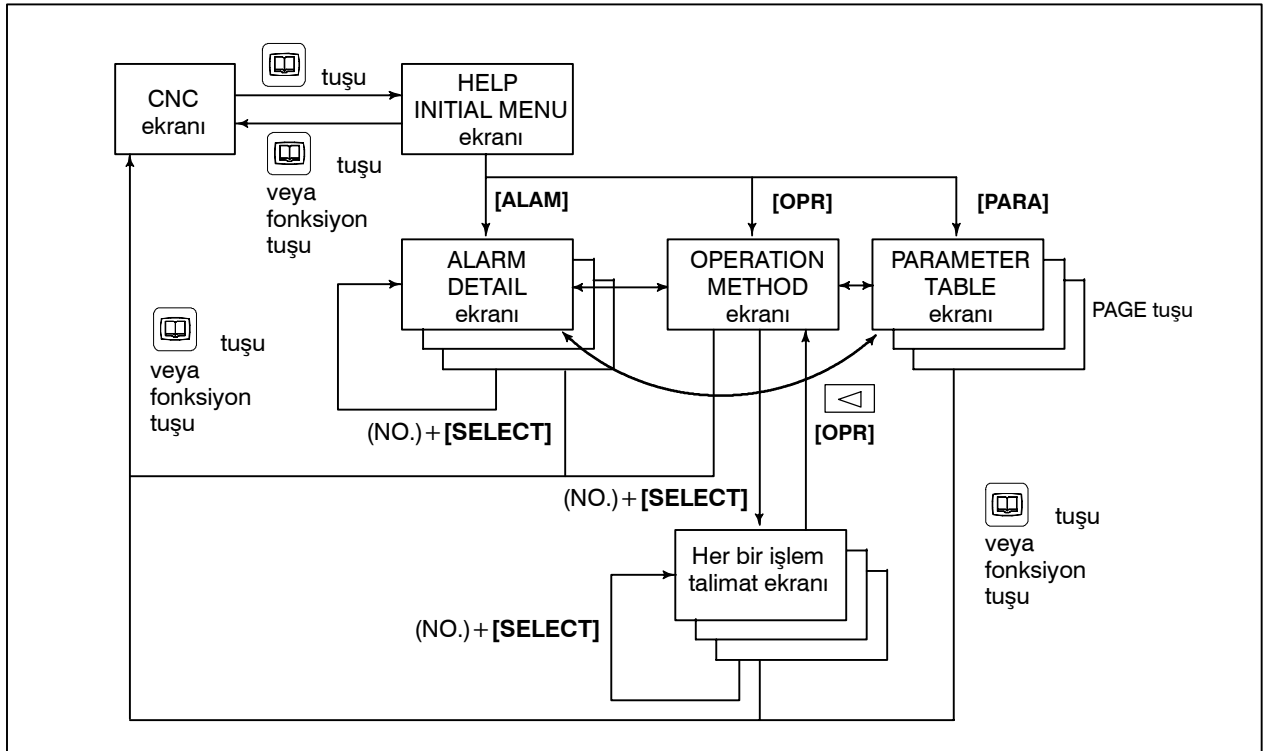 CNC
ekranı
tuşu
HELP
INITIAL MENU
ekranı
tuşu
veya
fonksiyon
tuşu
[ALAM]
[OPR]
[PARA]
ALARM
DETAIL
ekranı
OPERATION
METHOD
ekranı
PARAMETER
TABLE
ekranı
PAGE tuşu
tuşu
veya
fonksiyon
tuşu
(NO.)+[SELECT]
[OPR]
(NO.)+[SELECT]
tuşu
veya
fonksiyon
tuşu
Her bir işlem
talimat ekranı
(NO.)+[SELECT]